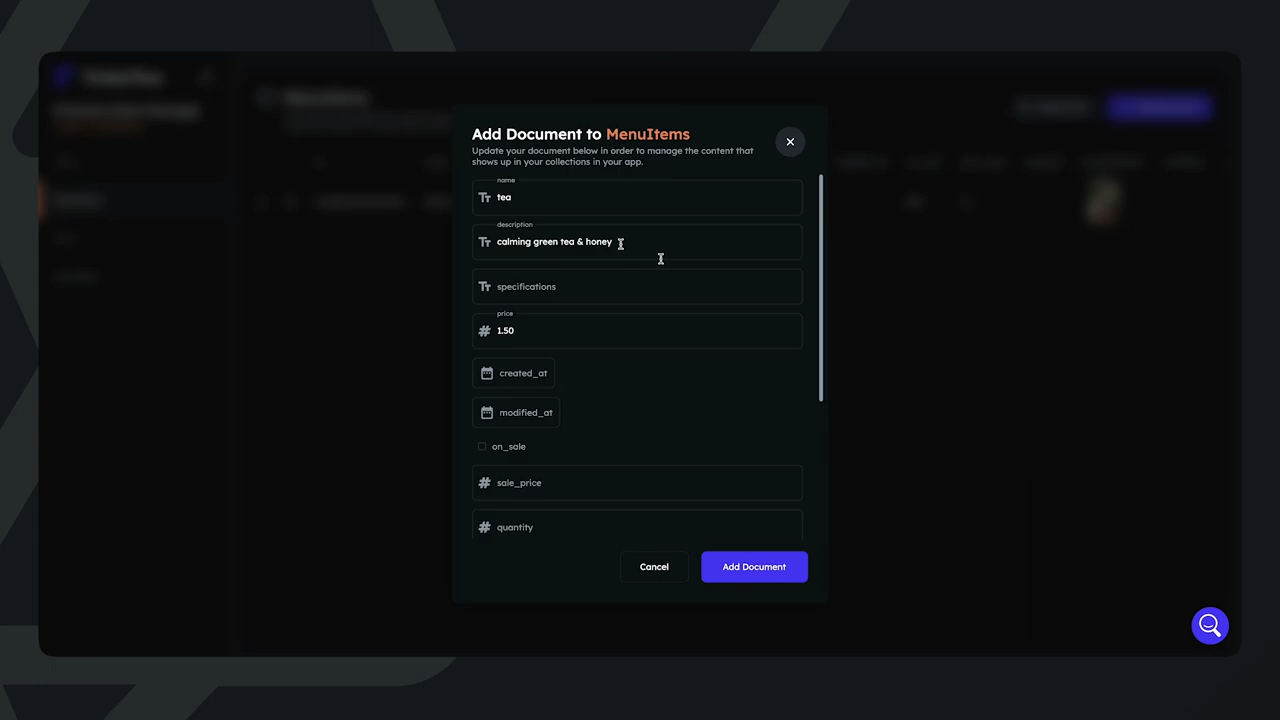 Add Document to MenuItems
Update your document below in order to manage the content that
shows up in your collections in your app.
name
tea
description
calming green tea & honey
specifications
price
1.50
created_at
modified_at
on_sale
sale_price
quantity
Cancel
Add Document